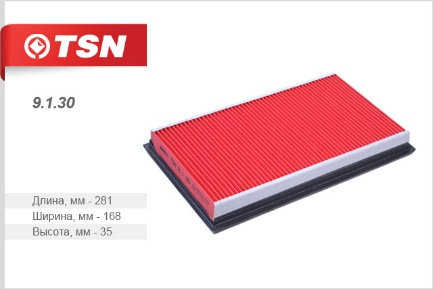 TSN
9.1.30
Длина, мм - 281
Ширина, мм - 168
Высота, мм - 35